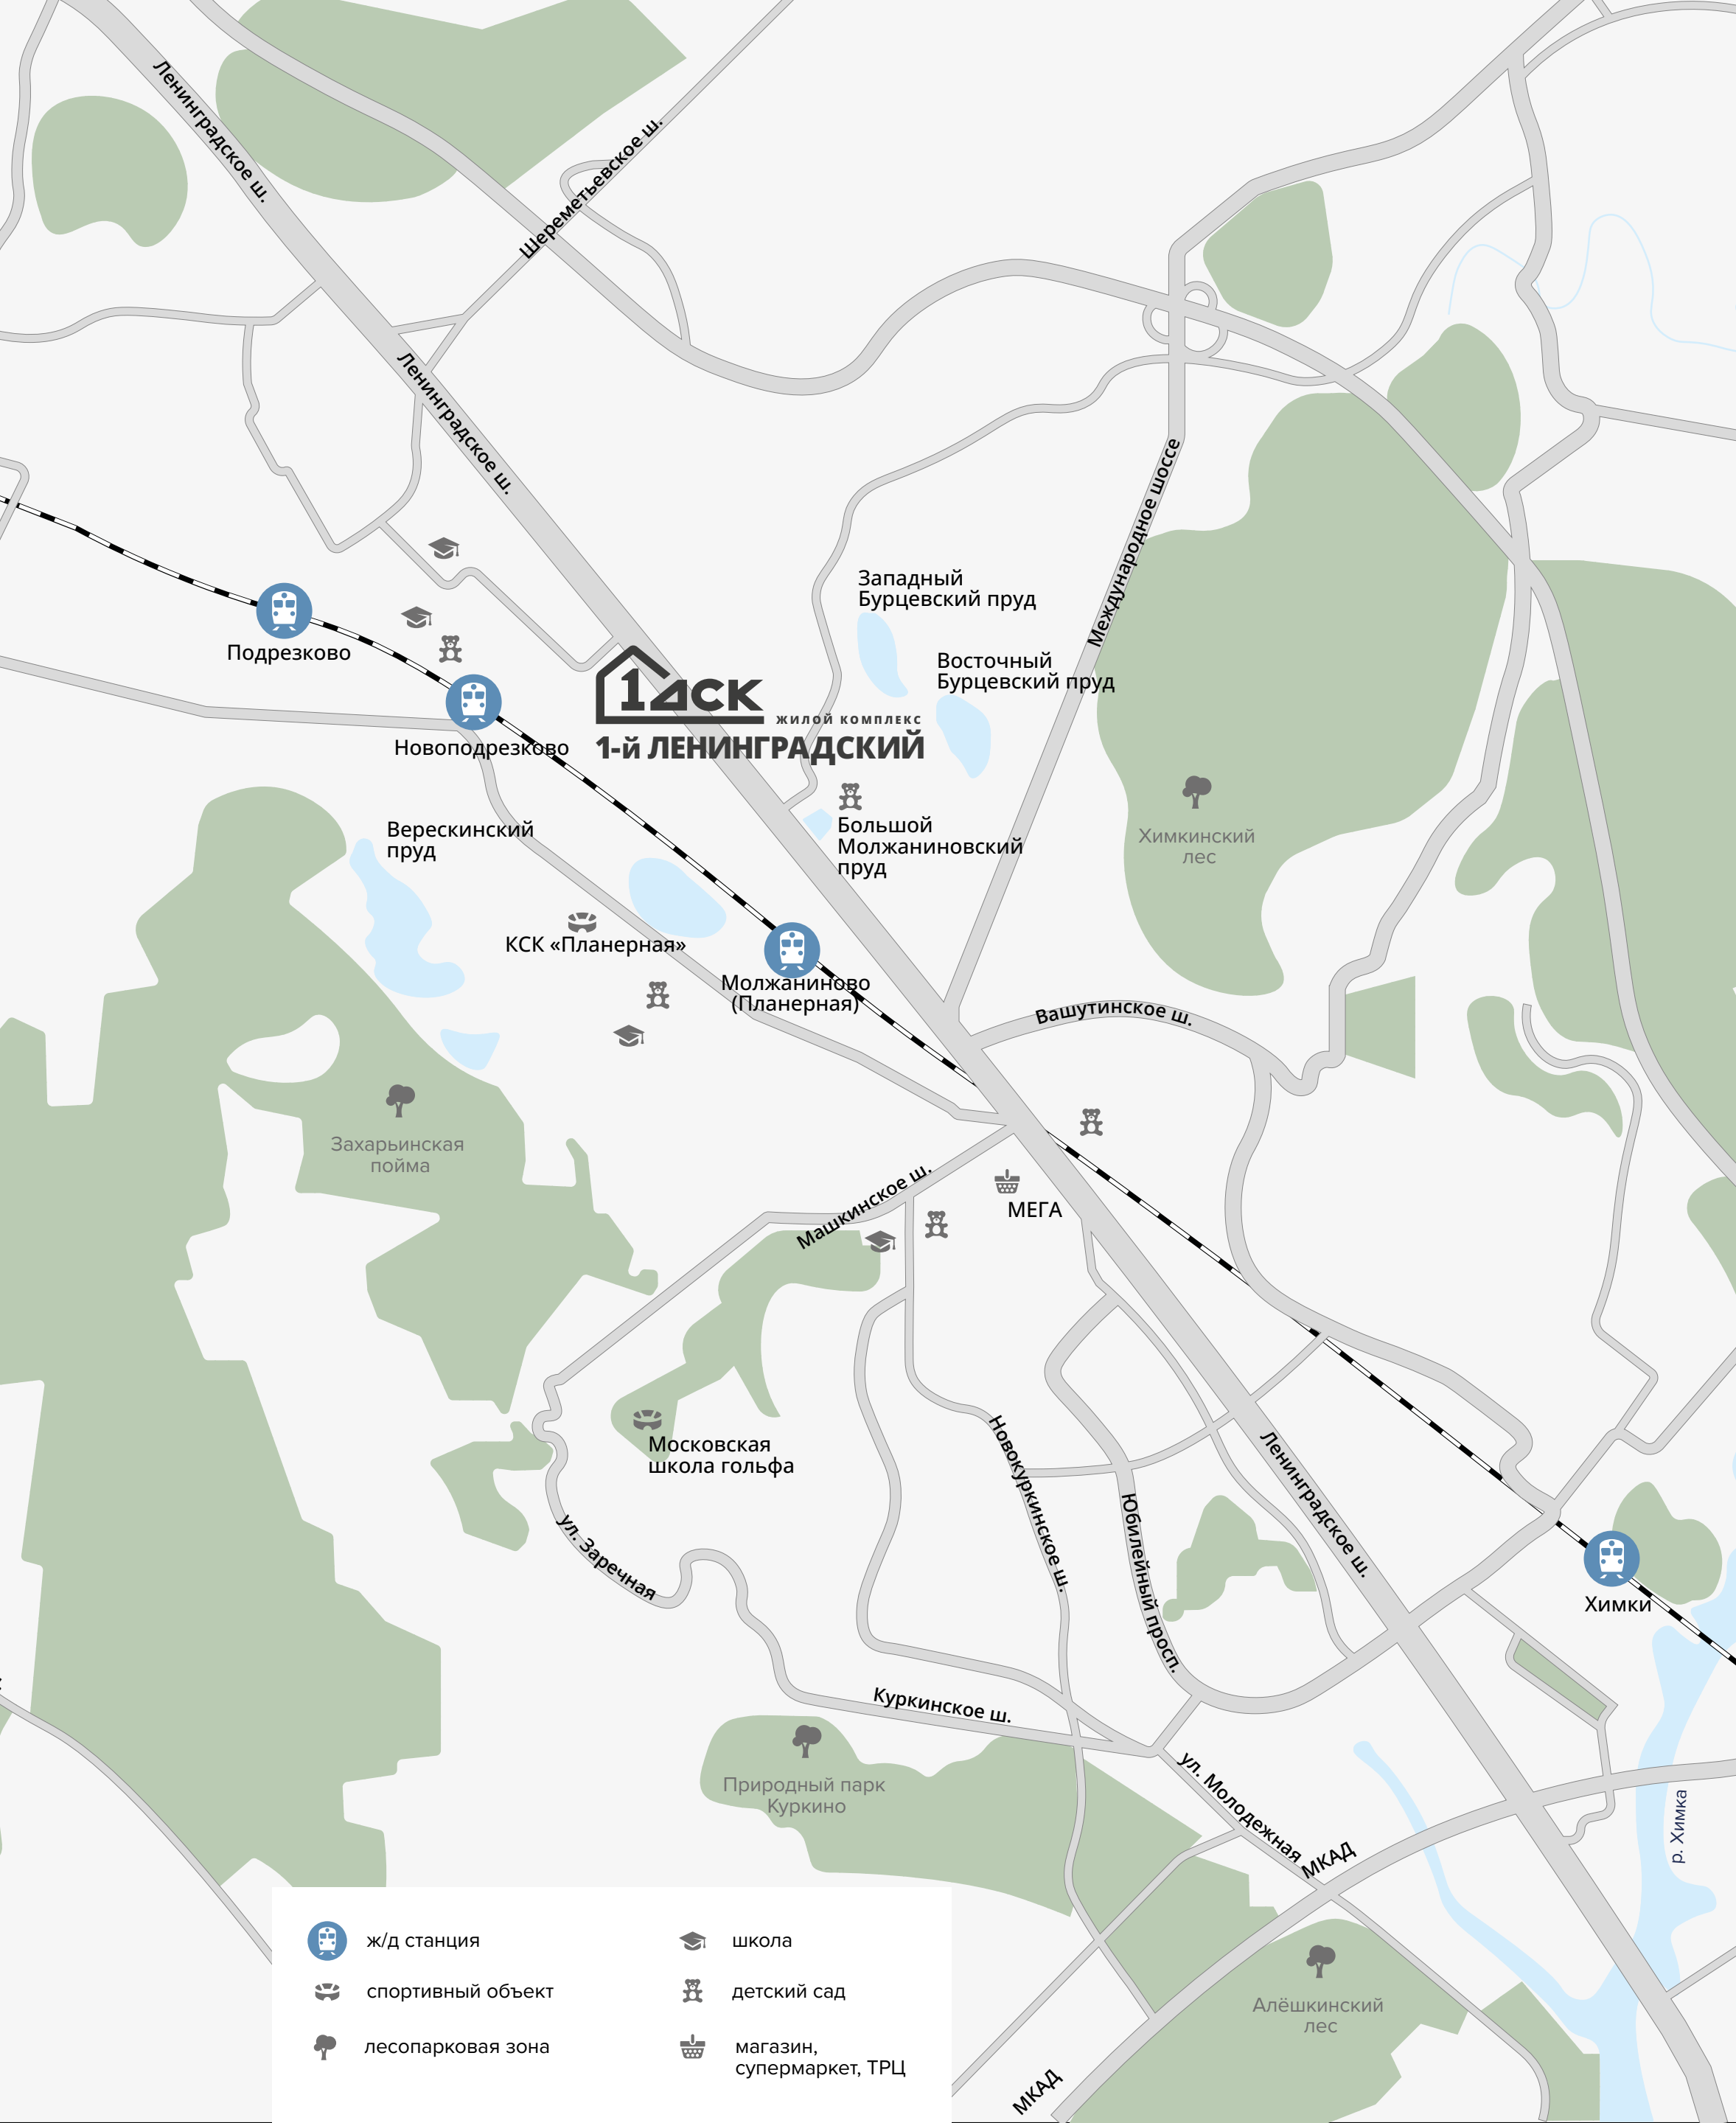 Ленинградское ш.
Шереметьевское ш.
Ленинградское ш.
Международное шоссе
Западный
Бурцевский пруд
Восточный
Бурцевский пруд
Подрезково
Новоподрезково
1ДСК
ЖИЛОЙ КОМПЛЕКС
1-й ЛЕНИНГРАДСКИЙ
Верескинский
пруд
Большой
Молжаниновский
пруд
Химкинский
лес
КСК «Планерная»
Молжаниново
(Планерная)
Вашутинское ш.
Захарьинская
пойма
Машкинское ш.
МЕГА
Московская
школа гольфа
Новокуркинское ш.
Юбилейный просп.
Ленинградское ш.
ул. Заречная
Химки
Куркинское ш.
Природный парк
Куркино
ул. Молодежная
МКАД
р. Химка
Алёшкинский
лес
МКАД
ж/д станция
спортивный объект
лесопарковая зона
школа
детский сад
магазин,
супермаркет, ТРЦ